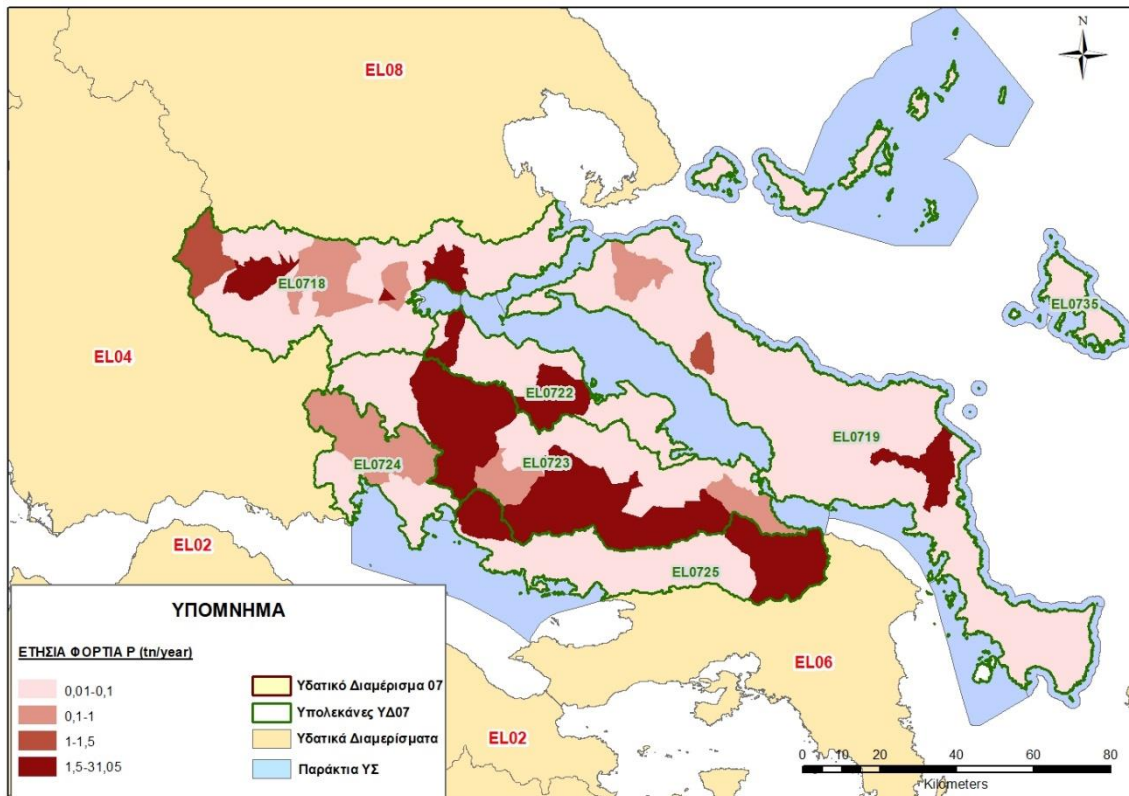 N
EL08
EL0718
EL0735
EL04
EL0722
EL0719
EL0723
EL0724
EL02
EL0725
EL06
EL02
ΥΠΟΜΝΗΜΑ
ΕΤΗΣΙΑ ΦΟΡΤΙΑ P (tn/year)
0,01-0,1
0,1-1
1-1,5
1,5-31,05
Υδατικό Διαμέρισμα 07
Υπολεκάνες ΥΔ07
Υδατικά Διαμερίσματα
Παράκτια ΥΣ
0 10 20 40 60 80
Kilometers